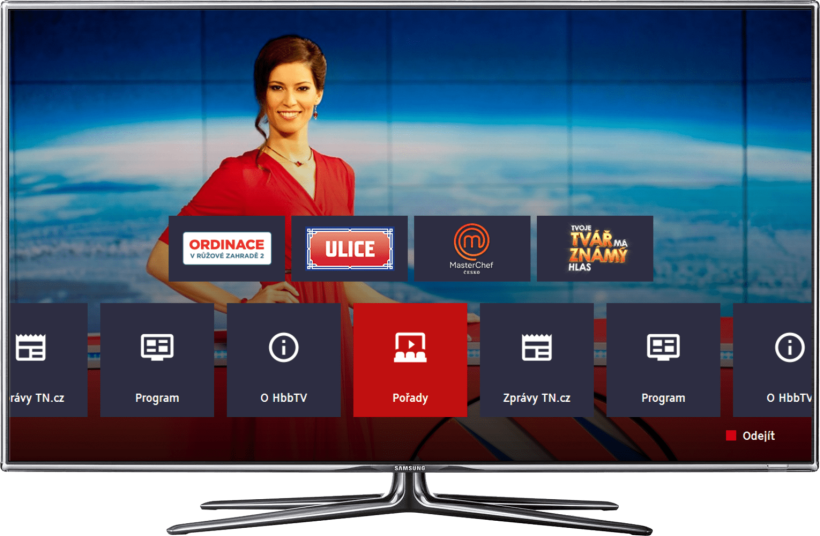 ORDINACE
V RŮŽOVÉ ZAHRADĚ 2
ULICE
MasterChef
ČESKO
TVOJE
TVÁŘ MÁ
ZNÁMÝ
HLAS
rávy TN.cz
Program
O HbbTV
Pořady
Zprávy TN.cz
Program
O HbbTV
Odejít
SAMSUNG